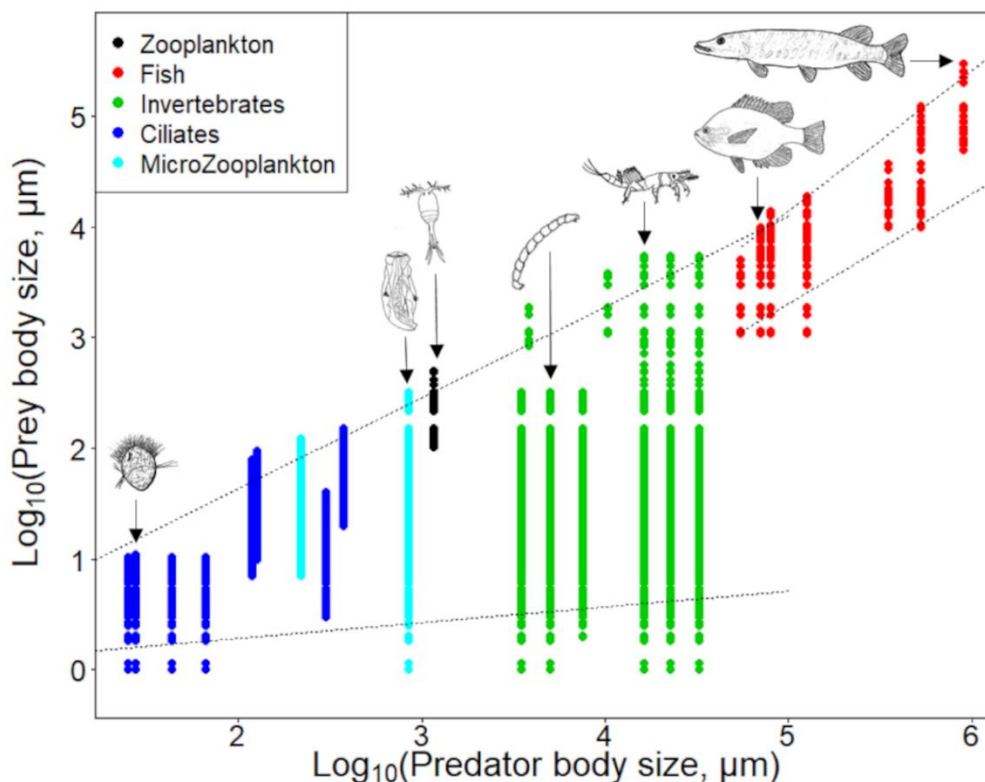 Zooplankton
Fish
Invertebrates
Ciliates
MicroZooplankton
Log₁₀(Prey body size, µm)
5
4
3
2
1
0
2 3 4 5 6
Log₁₀(Predator body size, µm)